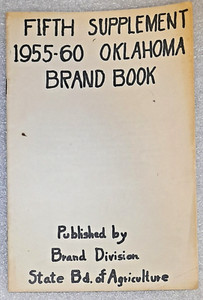 FIFTH SUPPLEMENT
1955-60 OKLAHOMA
BRAND BOOK
Published by
Brand Division
State Bd. of Agriculture